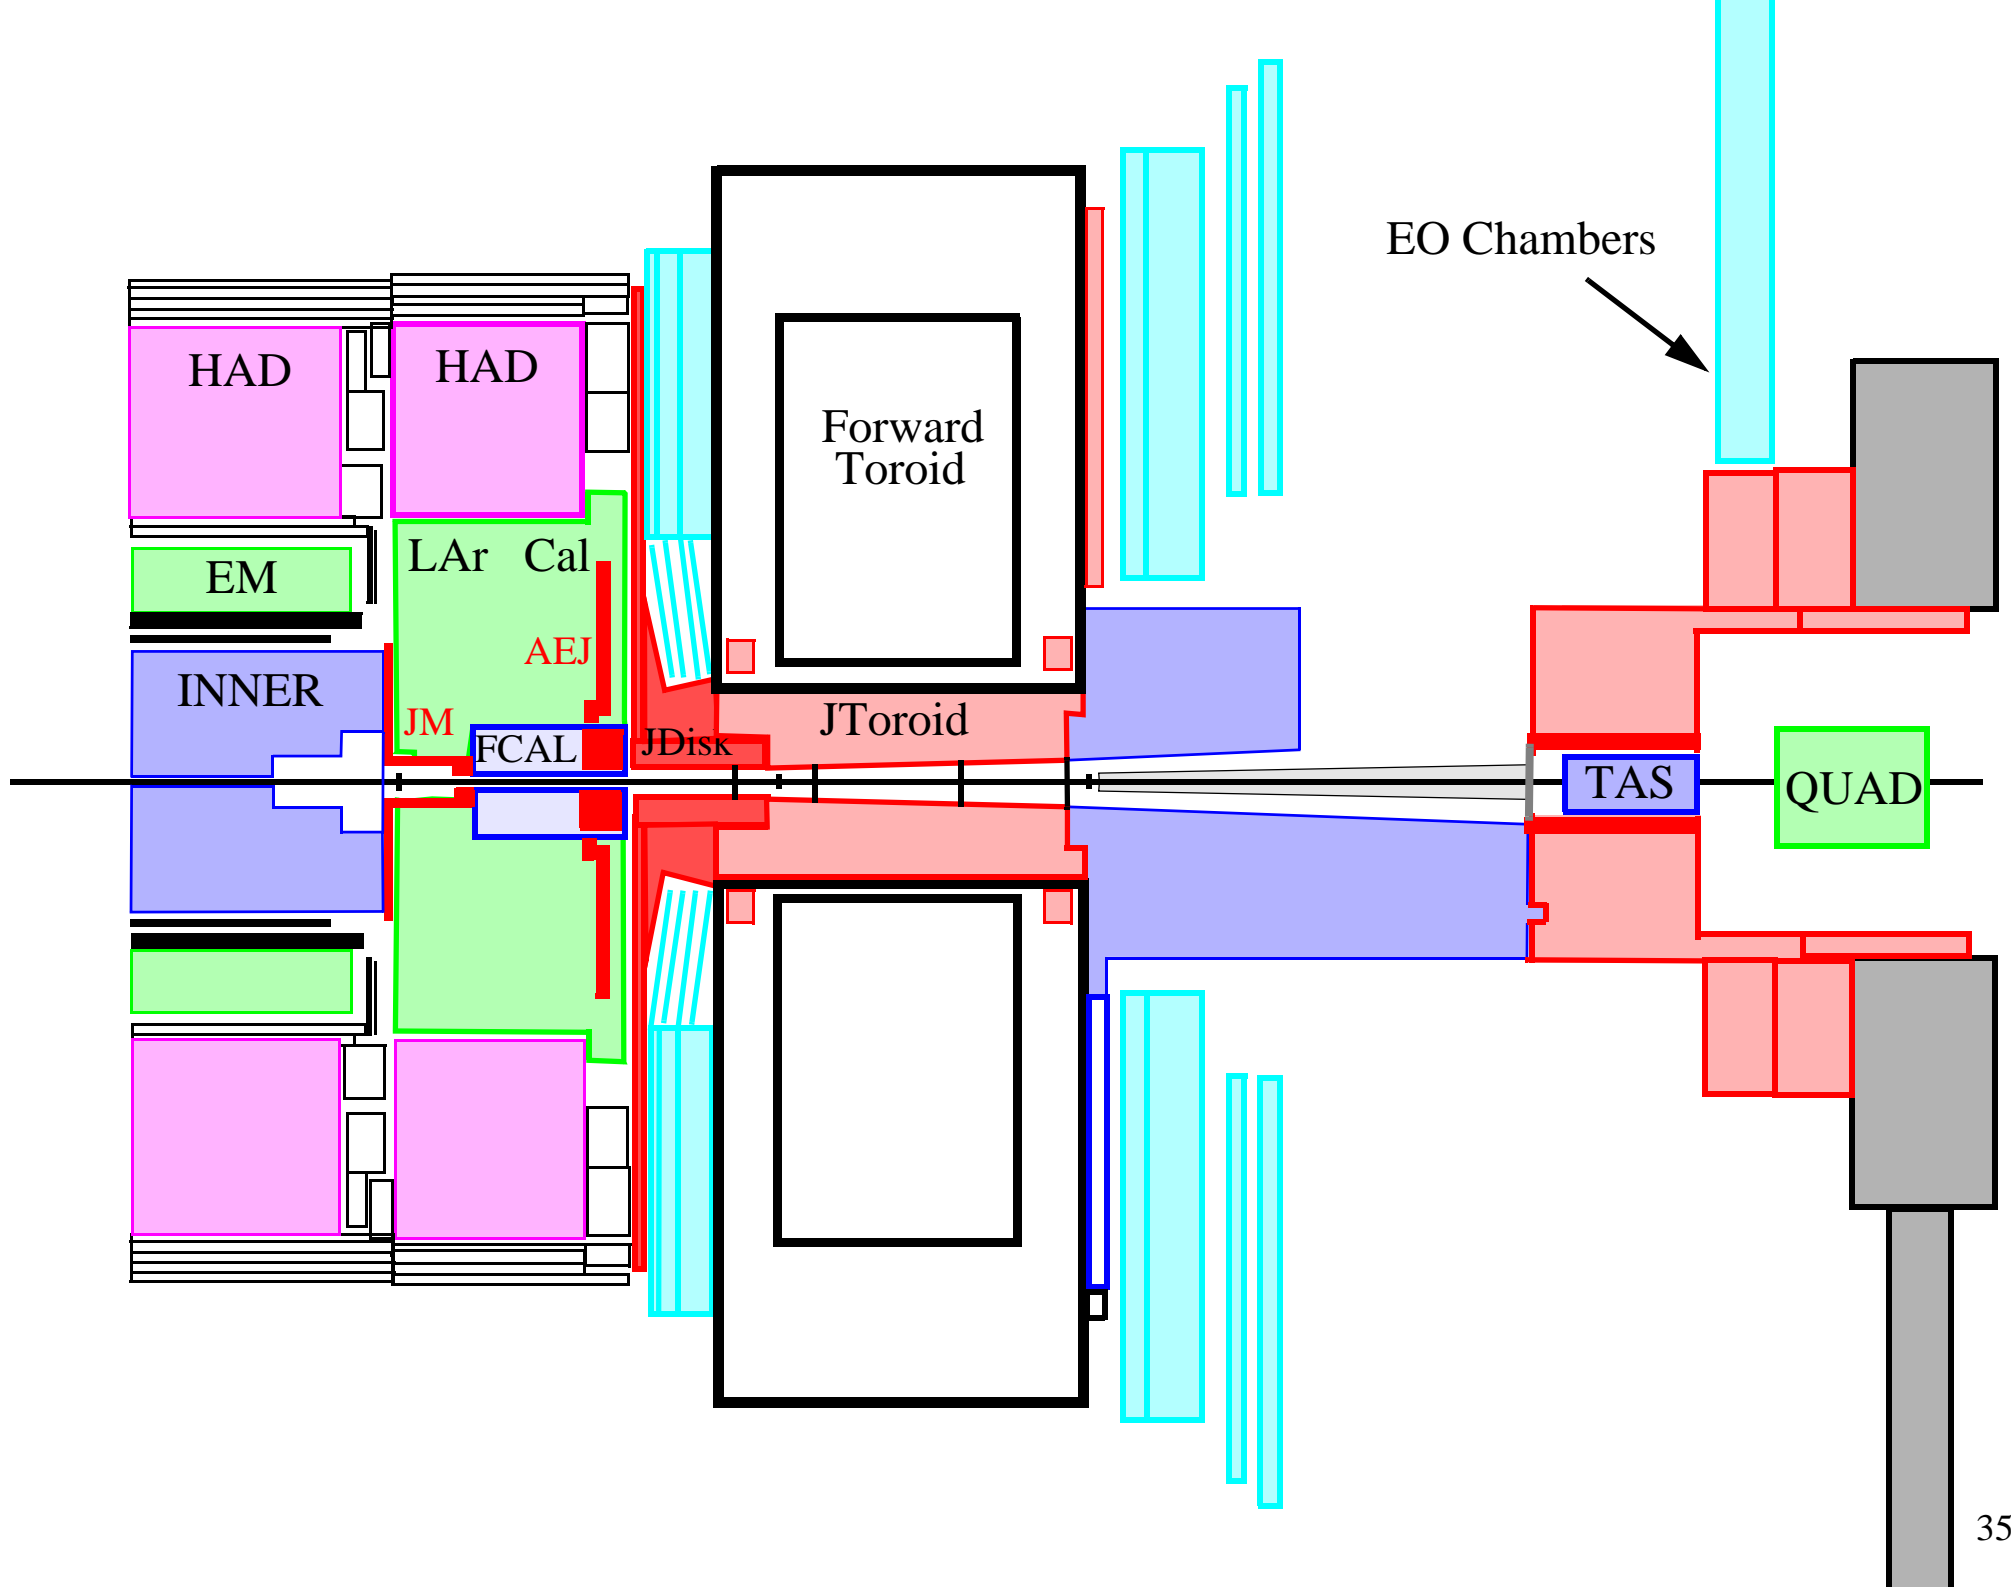 EO Chambers
HAD
HAD
Forward
Toroid
LAr Cal
EM
AEJ
INNER
JM
JToroid
FCAL
JDisk
TAS
QUAD
35